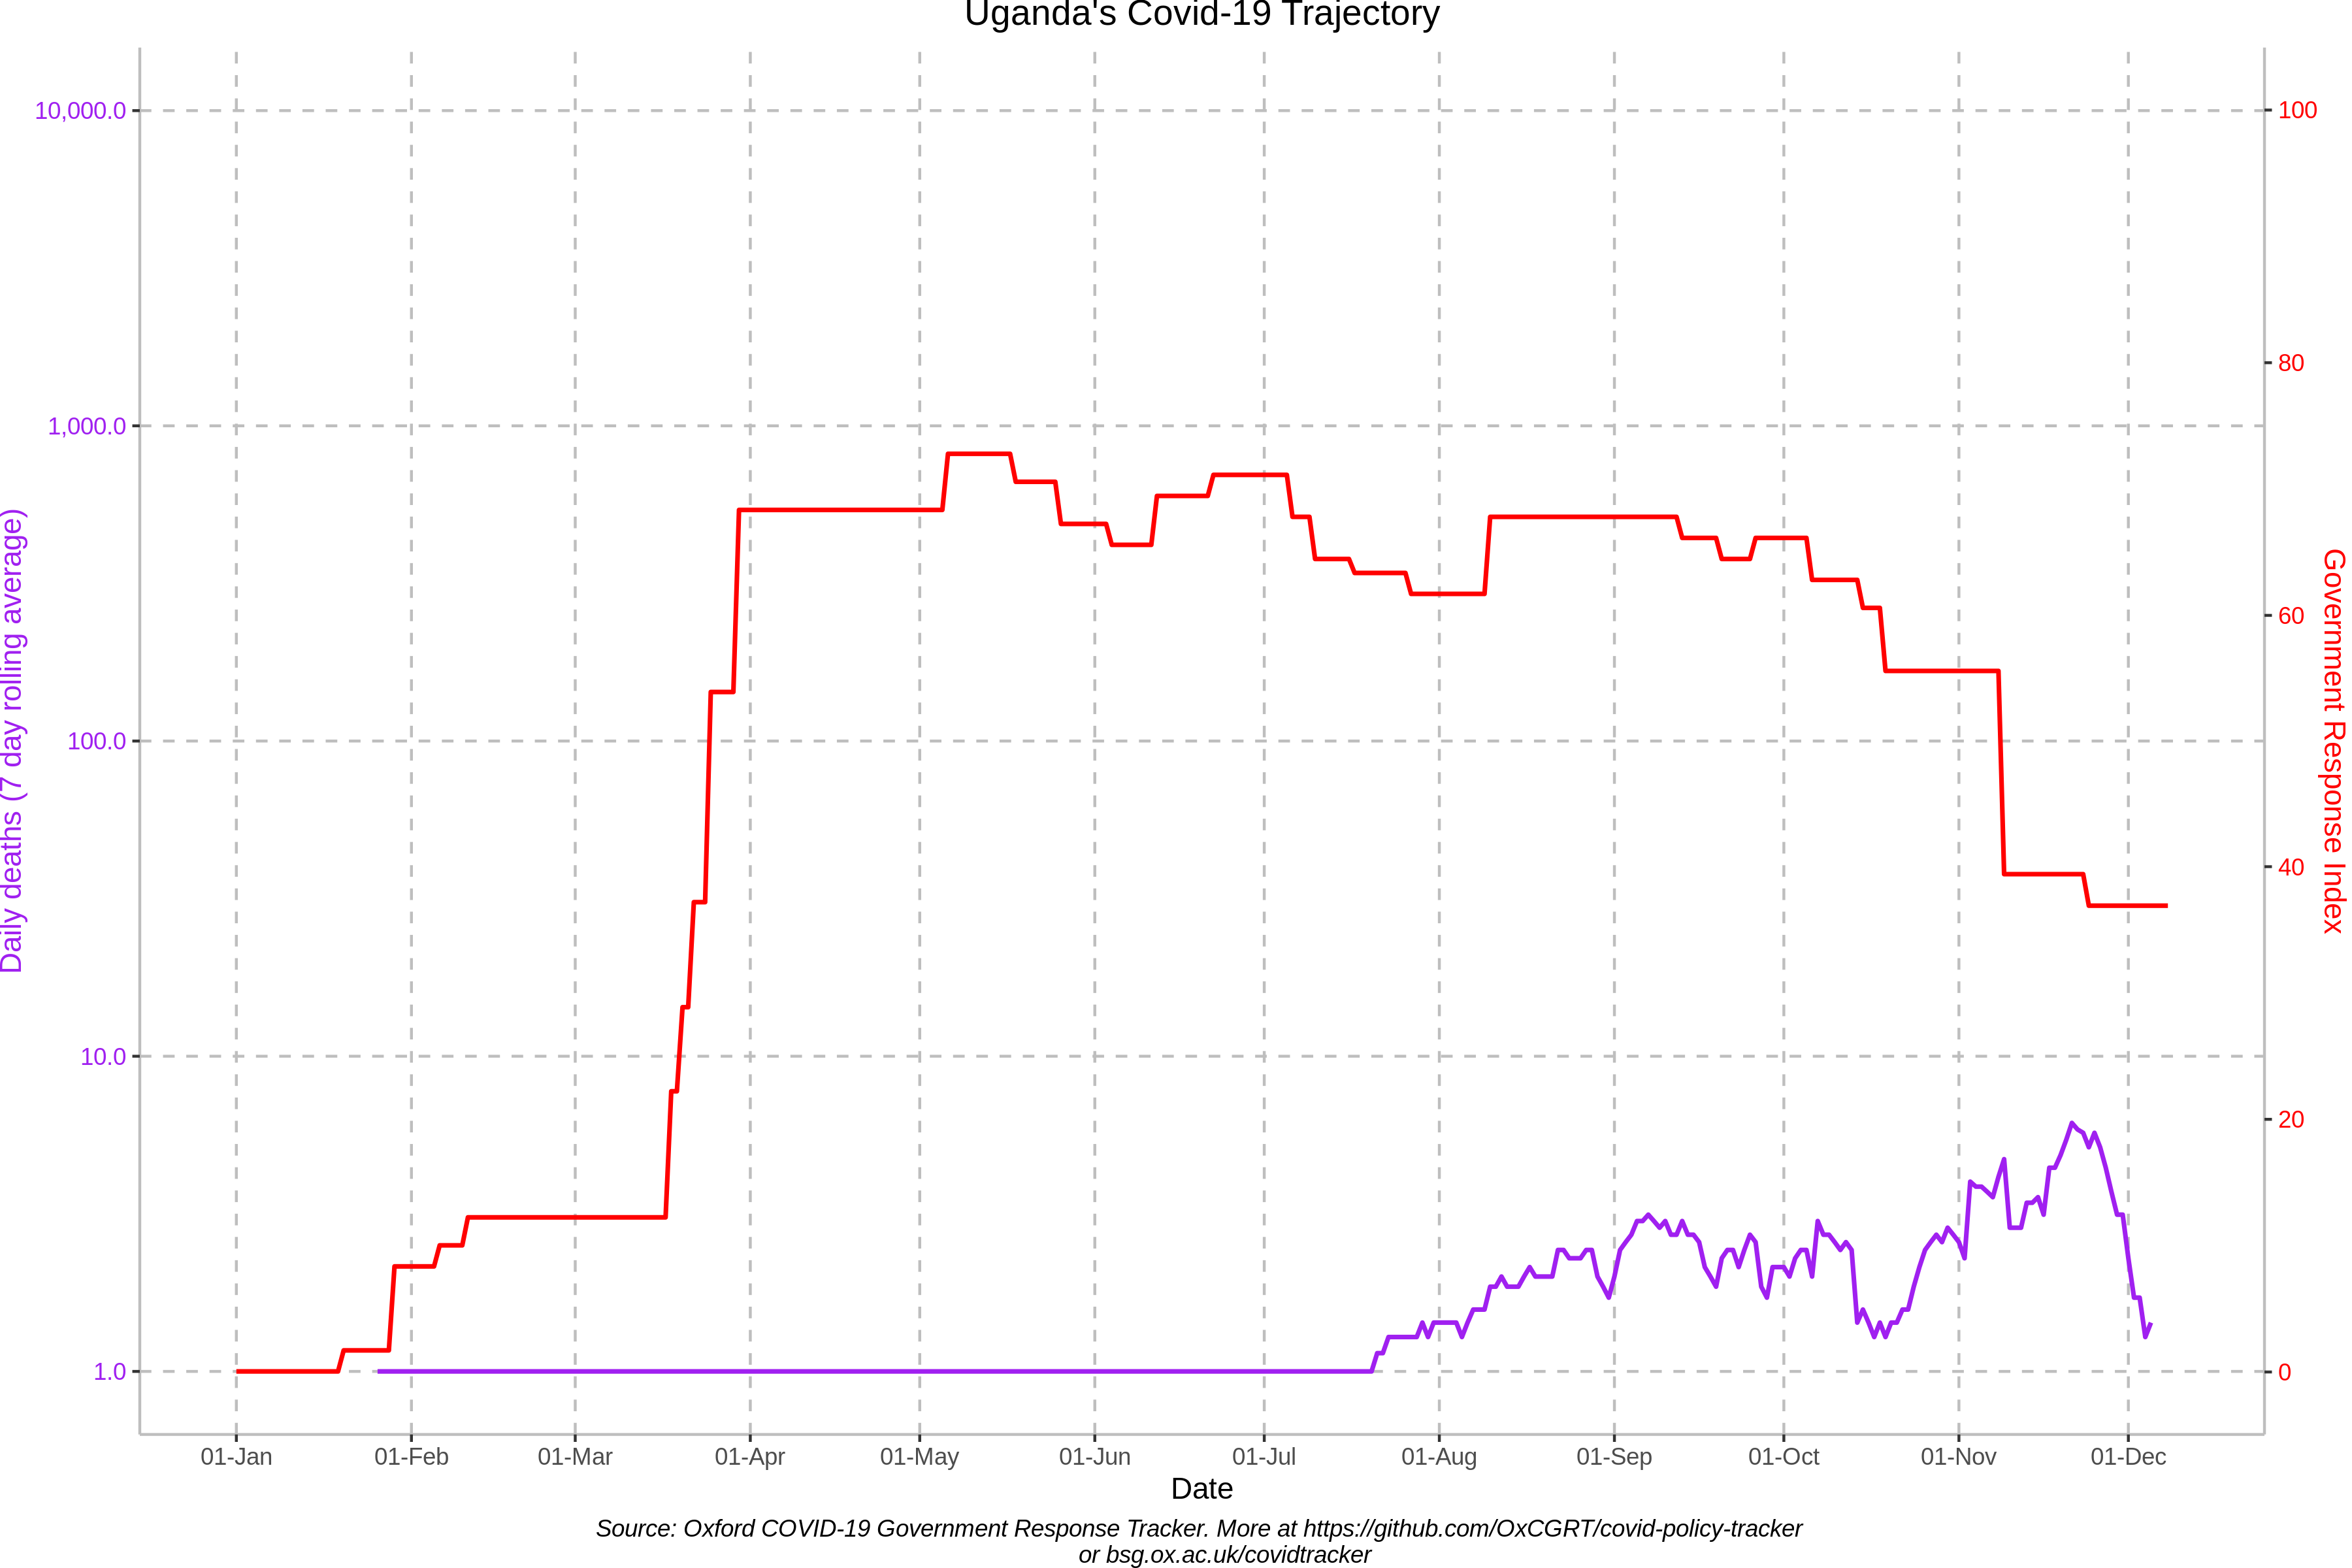 Uganda's Covid-19 Trajectory
10,000.0
1,000.0
100.0
10.0
1.0
Daily deaths (7 day rolling average)
100
80
60
40
20
0
Government Response Index
01-Jan
01-Feb
01-Mar
01-Apr
01-May
01-Jun
01-Jul
01-Aug
01-Sep
01-Oct
01-Nov
01-Dec
Date
Source: Oxford COVID-19 Government Response Tracker. More at https://github.com/OxCGRT/covid-policy-tracker
or bsg.ox.ac.uk/covidtracker